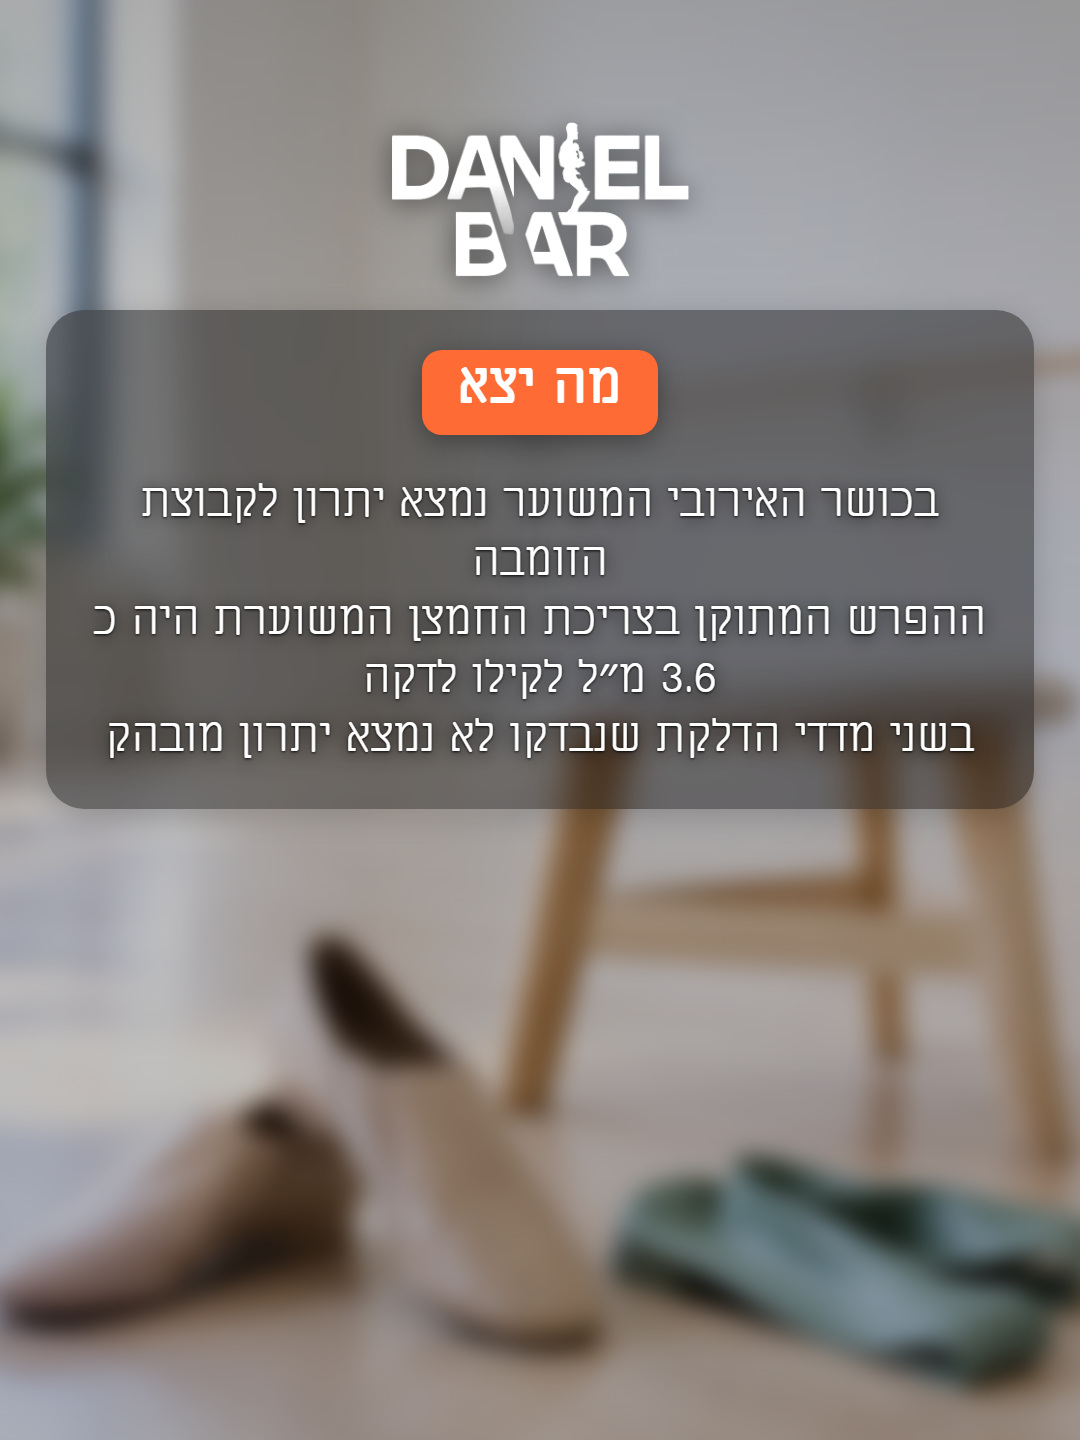 DANIEL
BAR
מה יצא
בכושר האירובי המשוער נמצא יתרון לקבוצת
הזומבה
ההפרש המתוקן בצריכת החמצן המשוערת היה כ
3.6 מ״ל לקילו לדקה
בשני מדדי הדלקת שנבדקו לא נמצא יתרון מובהק